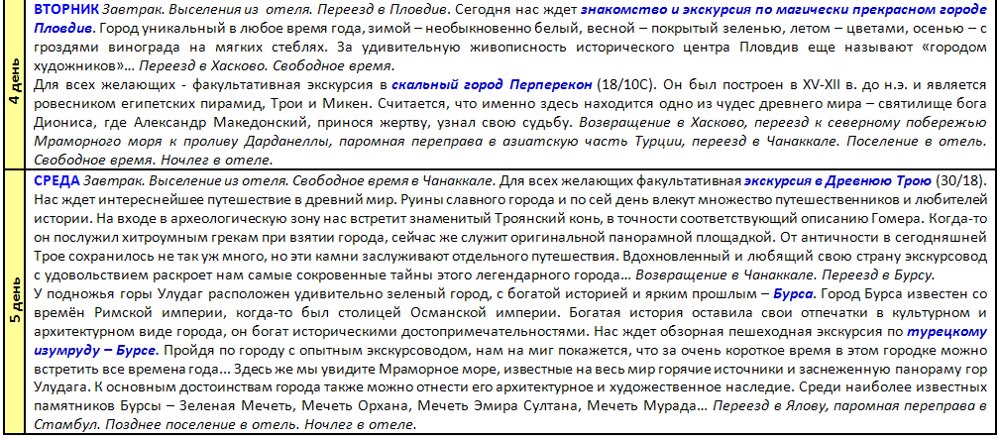 4 день
ВТОРНИК Завтрак. Выселения из отеля. Переезд в Пловдив. Сегодня нас ждет знакомство и экскурсия по магически прекрасном городе
Пловдив. Город уникальный в любое время года, зимой – необыкновенно белый, весной – покрытый зеленью, летом – цветами, осенью – с
гроздями винограда на мягких стеблях. За удивительную живописность исторического центра Пловдив еще называют «городом
художников»… Переезд в Хасково. Свободное время.
Для всех желающих - факультативная экскурсия в скальный город Перперекон (18/10С). Он был построен в XV-XII в. до н.э. и является
ровесником египетских пирамид, Трои и Микен. Считается, что именно здесь находится одно из чудес древнего мира – святилище бога
Диониса, где Александр Македонский, принося жертву, узнал свою судьбу. Возвращение в Хасково, переезд к северному побережью
Мраморного моря к проливу Дарданеллы, паромная переправа в азиатскую часть Турции, переезд в Чанаккале. Поселение в отель.
Свободное время. Ночлег в отеле.
5 день
СРЕДА Завтрак. Выселение из отеля. Свободное время в Чанаккале. Для всех желающих факультативная экскурсия в Древнюю Трою (30/18).
Нас ждет интереснейшее путешествие в древний мир. Руины славного города и по сей день влекут множество путешественников и любителей
истории. На входе в археологическую зону нас встретит знаменитый Троянский конь, в точности соответствующий описанию Гомера. Когда-то
он послужил хитроумным грекам при взятии города, сейчас же служит оригинальной панорамной площадкой. От античности в сегодняшней
Трое сохранилось не так уж много, но эти камни заслуживают отдельного путешествия. Вдохновленный и любящий свою страну экскурсовод
с удовольствием раскроет нам самые сокровенные тайны этого легендарного города… Возвращение в Чанаккале. Переезд в Бурсу.
У подножья горы Улудаг расположен удивительно зеленый город, с богатой историей и ярким прошлым – Бурса. Город Бурса известен со
времён Римской империи, когда-то был столицей Османской империи. Богатая история оставила свои отпечатки в культурном и
архитектурном виде города, он богат историческими достопримечательностями. Нас ждет обзорная пешеходная экскурсия по турецкому
изумруду – Бурсе. Пройдя по городу с опытным экскурсоводом, нам на миг покажется, что за очень короткое время в этом городке можно
встретить все времена года... Здесь же мы увидите Мраморное море, известные на весь мир горячие источники и заснеженную панораму гор
Улудага. К основным достоинствам города также можно отнести его архитектурное и художественное наследие. Среди наиболее известных
памятников Бурсы – Зеленая Мечеть, Мечеть Орхана, Мечеть Эмира Султана, Мечеть Мурада… Переезд в Ялову, паромная переправа в
Стамбул. Позднее поселение в отель. Ночлег в отеле.